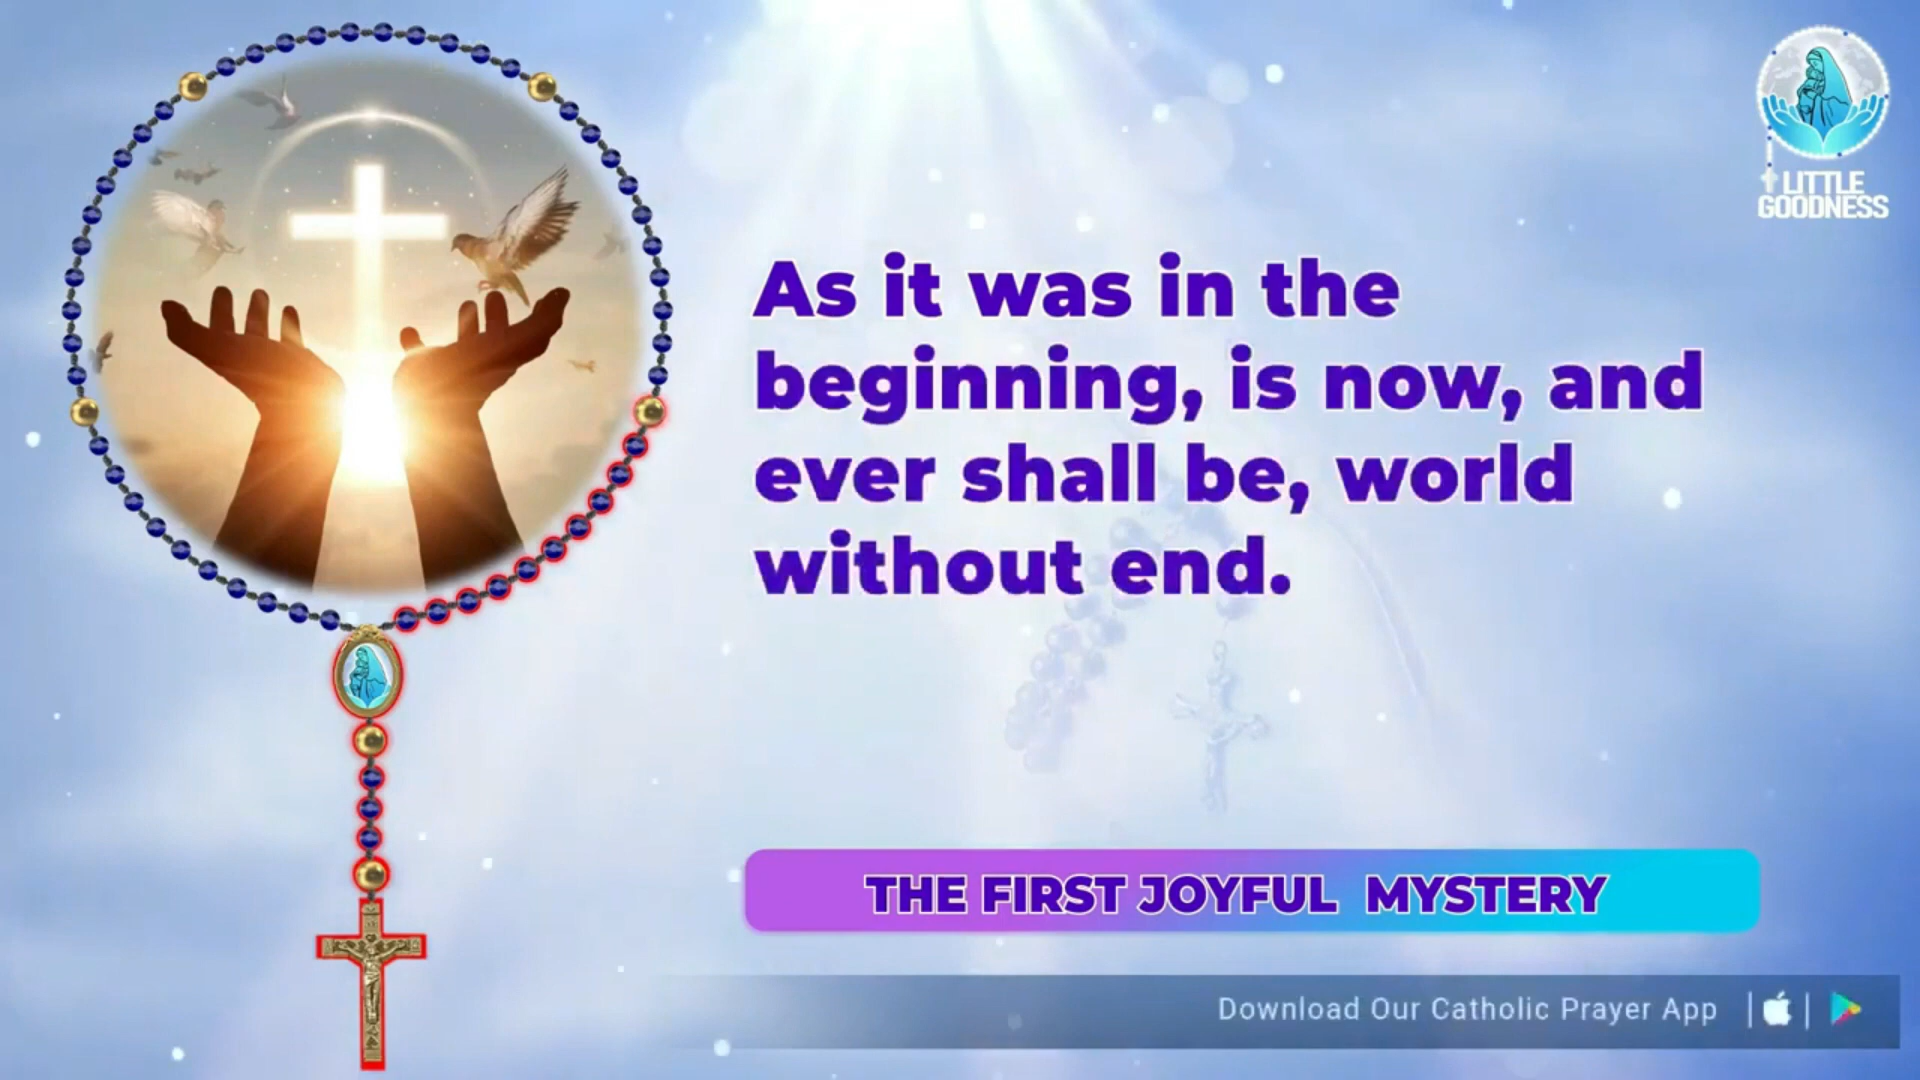 LITTLE
GOODNESS
As it was in the
beginning, is now, and
ever shall be, world
without end.
THE FIRST JOYFUL MYSTERY
Download Our Catholic Prayer App